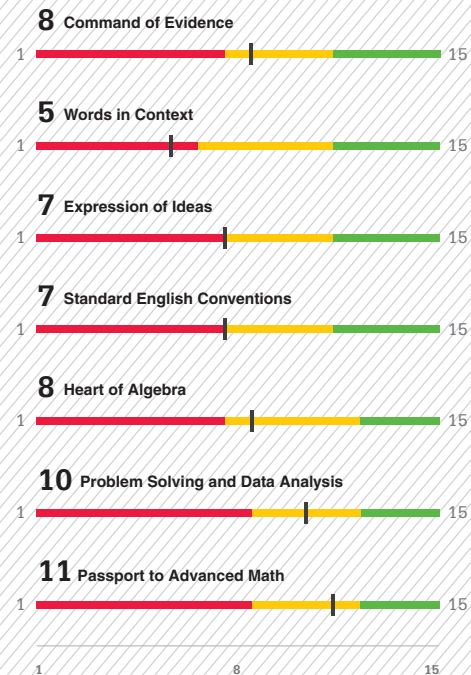 8 Command of Evidence
1 15
5 Words in Context
1 15
7 Expression of Ideas
1 15
7 Standard English Conventions
1 15
8 Heart of Algebra
1 15
10 Problem Solving and Data Analysis
1 15
11 Passport to Advanced Math
1 15
1 8 15